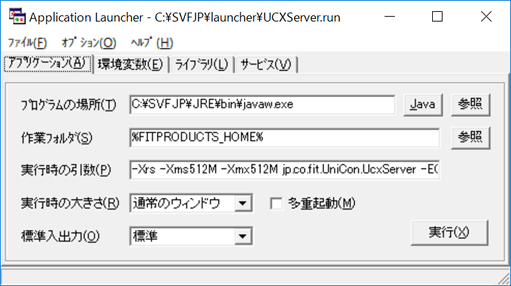 Application Launcher - C:¥SVFJP¥launcher¥UCXServer.run
ファイル(F) オプション(O) ヘルプ(H)
アプリケーション(A) 環境変数(E) ライブラリ(L) サービス(V)
プログラムの場所(T) C:¥SVFJP¥JRE¥bin¥javaw.exe Java 参照
作業フォルダ(S) %FITPRODUCTS_HOME% 参照
実行時の引数(P) -Xrs -Xms512M -Xmx512M jp.co.fit.UniCon.UcxServer
実行時の大きさ(R) 通常のウィンドウ 多重起動(M)
標準入出力(O) 標準 実行(X)